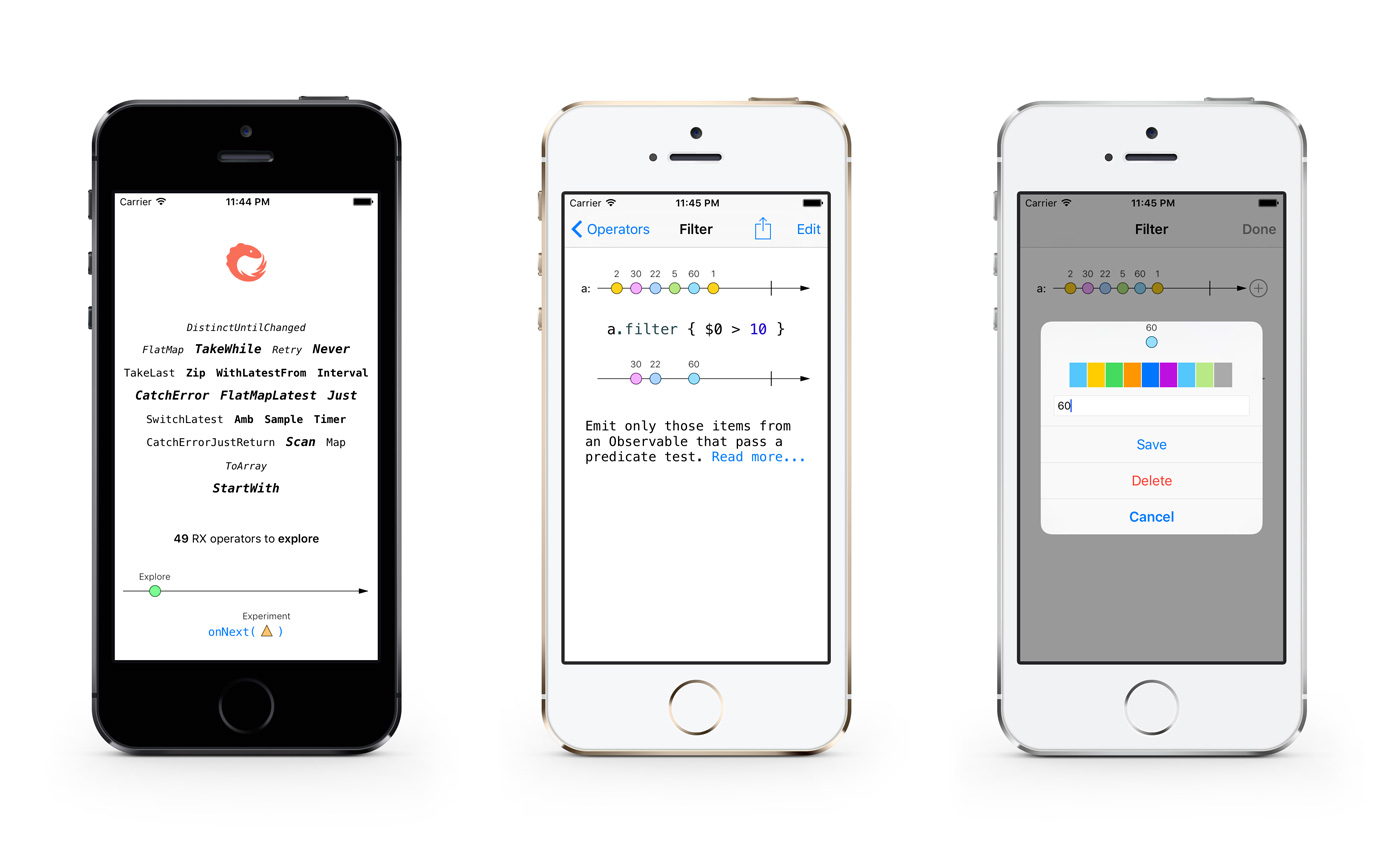 Carrier 11:44 PM
DistinctUntilChanged
FlatMap TakeWhile Retry Never
TakeLast Zip WithLatestFrom Interval
CatchError FlatMapLatest Just
SwitchLatest Amb Sample Timer
CatchErrorJustReturn Scan Map
ToArray
StartWith
49 RX operators to explore
Explore
Experiment
onNext( )
Carrier 11:45 PM
Operators Filter Edit
2 30 22 5 60 1
a:
a.filter { $0 > 10 }
30 22 60
Emit only those items from
an Observable that pass a
predicate test. Read more...
Carrier 11:45 PM
Filter Done
2 30 22 5 60 1
a:
60
60
Save
Delete
Cancel